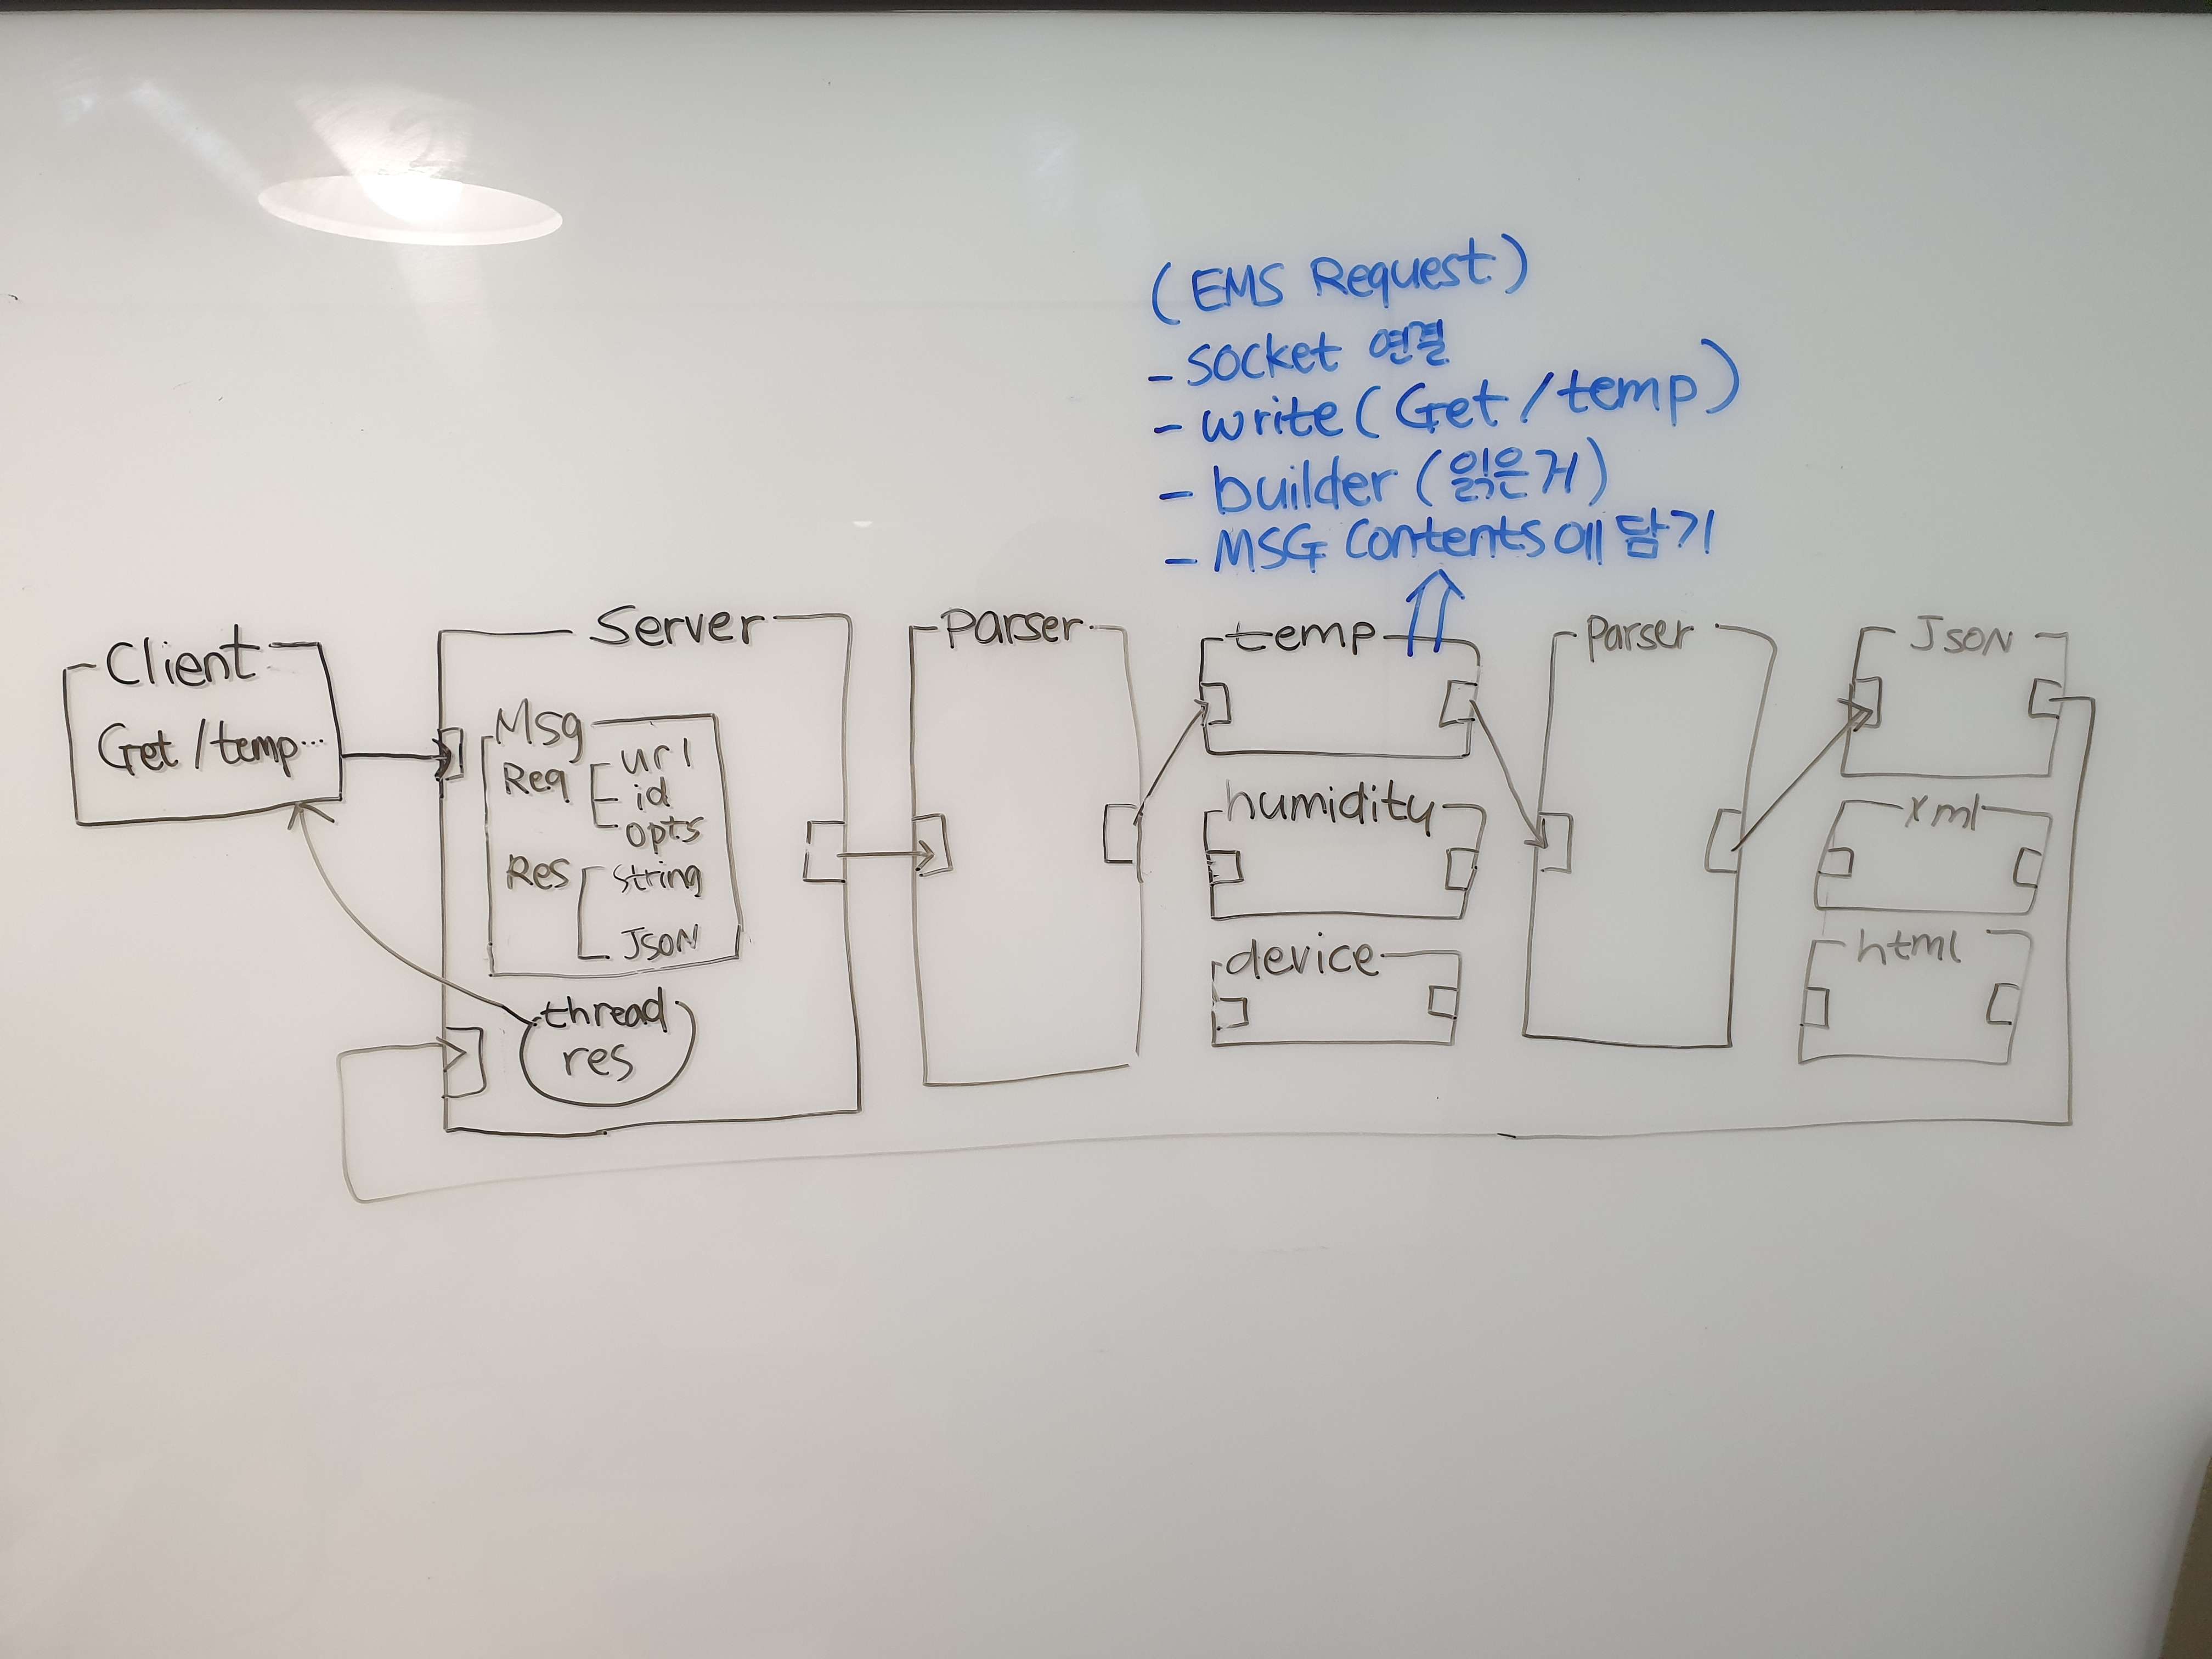 (EMS Request)
- socket 연결
- write(Get /temp)
- builder (읽은거)
- MSG Contents에 담기
Client
Get /temp...
Server
Msg
Req
url
id
opts
Res
string
JSON
thread
res
Parser
temp
humidity
device
Parser
JSON
xml
html